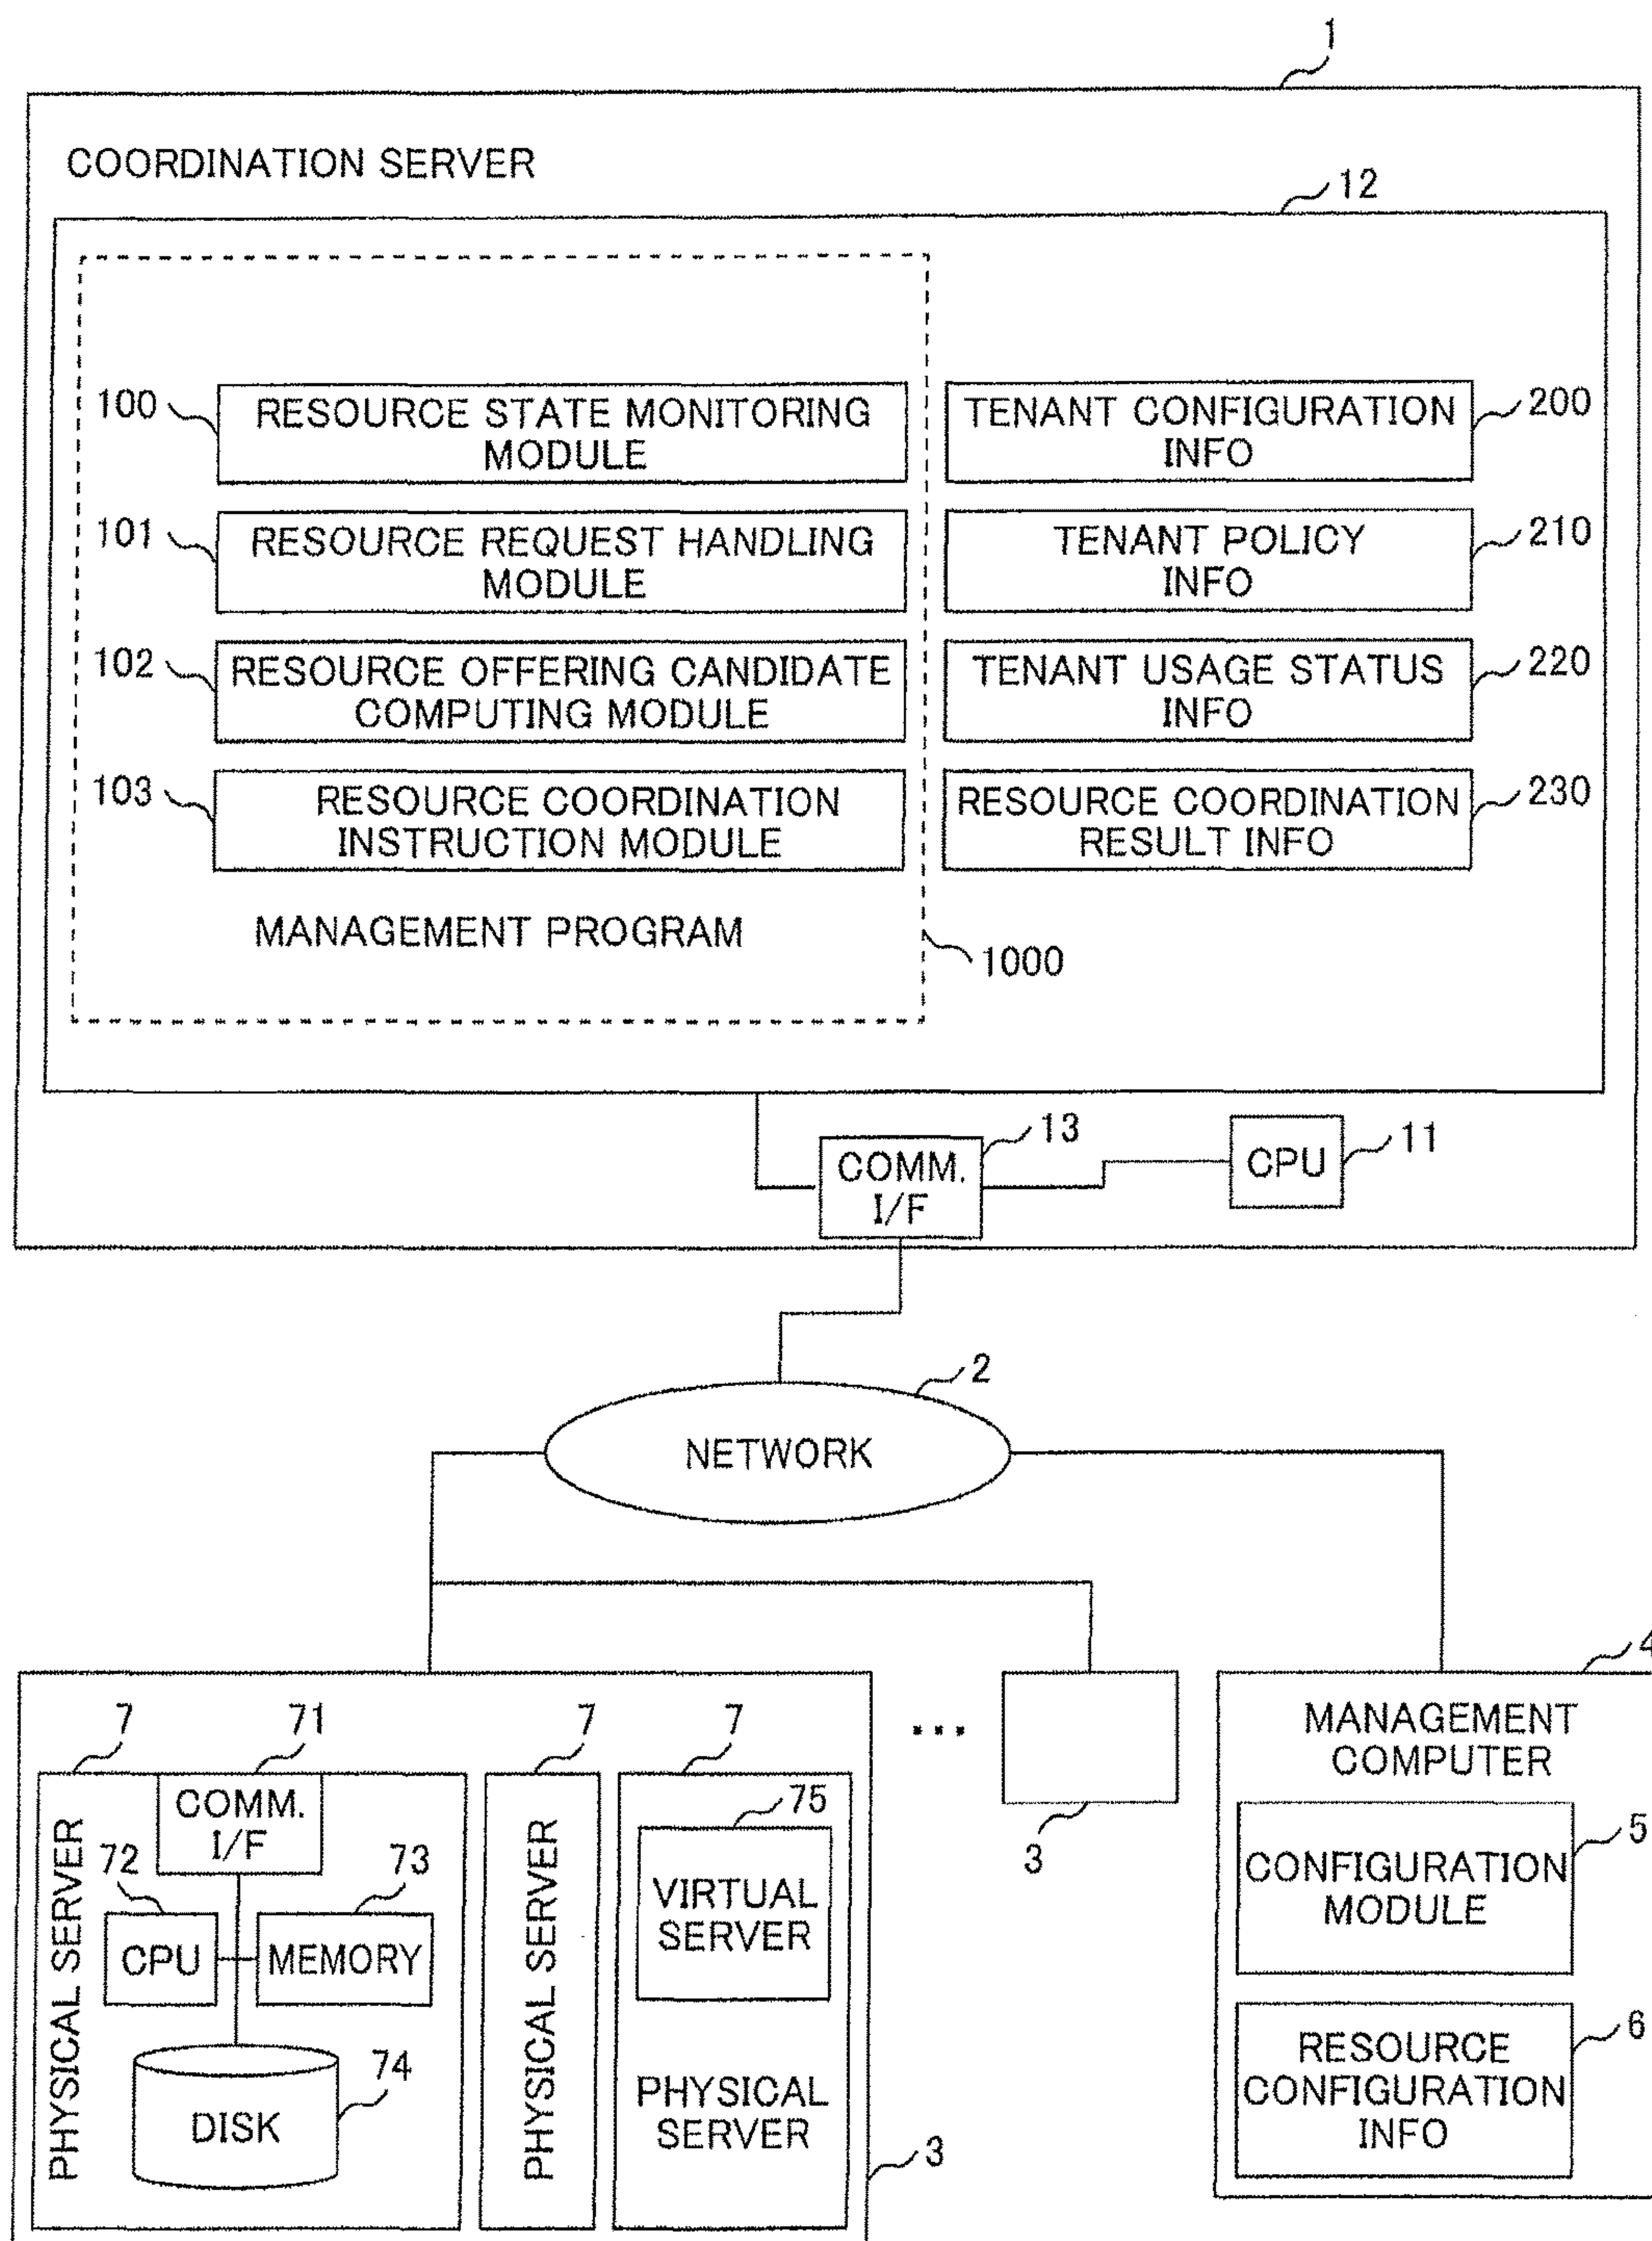 1
COORDINATION SERVER
12
100
RESOURCE STATE MONITORING
MODULE
TENANT CONFIGURATION
INFO
200
101
RESOURCE REQUEST HANDLING
MODULE
TENANT POLICY
INFO
210
102
RESOURCE OFFERING CANDIDATE
COMPUTING MODULE
TENANT USAGE STATUS
INFO
220
103
RESOURCE COORDINATION
INSTRUCTION MODULE
RESOURCE COORDINATION
RESULT INFO
230
MANAGEMENT PROGRAM
1000
13
COMM.
I/F
CPU
11
2
NETWORK
7
71
7
7
PHYSICAL SERVER
COMM.
I/F
72
73
CPU
MEMORY
74
DISK
PHYSICAL SERVER
75
VIRTUAL
SERVER
PHYSICAL
SERVER
3
...
3
4
MANAGEMENT
COMPUTER
5
CONFIGURATION
MODULE
6
RESOURCE
CONFIGURATION
INFO